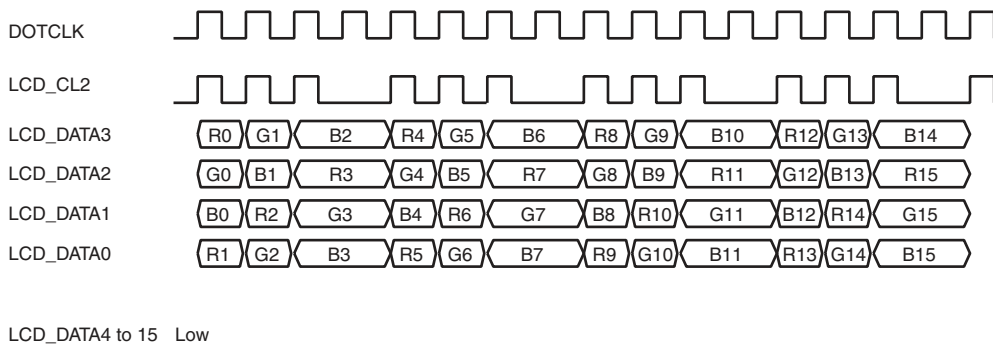 DOTCLK
LCD_CL2
LCD_DATA3 R0 G1 B2 R4 G5 B6 R8 G9 B10 R12 G13 B14
LCD_DATA2 G0 B1 R3 G4 B5 R7 G8 B9 R11 G12 B13 R15
LCD_DATA1 B0 R2 G3 B4 R6 G7 B8 R10 G11 B12 R14 G15
LCD_DATA0 R1 G2 B3 R5 G6 B7 R9 G10 B11 R13 G14 B15
LCD_DATA4 to 15 Low